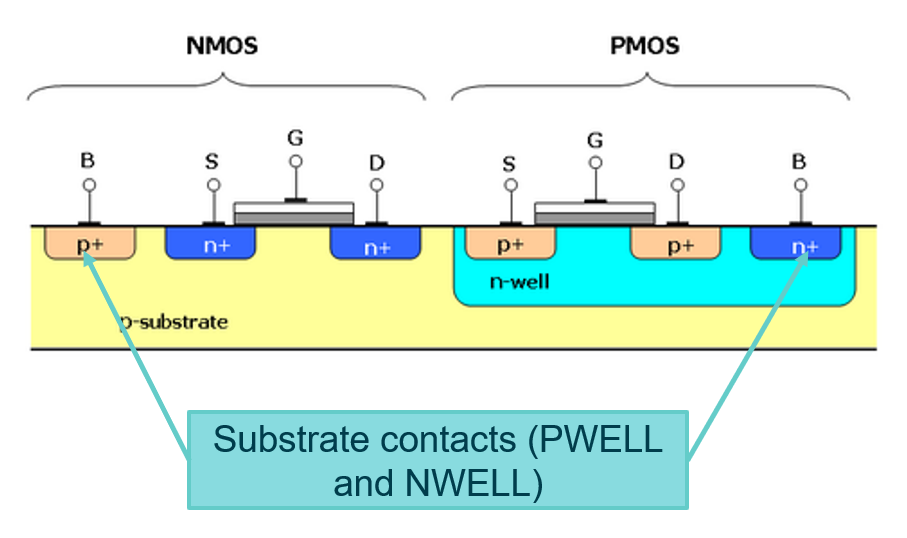 NMOS
PMOS
B
S
G
D
S
G
D
B
p+
n+
n+
p+
p+
n+
n-well
p-substrate
Substrate contacts (PWELL
and NWELL)